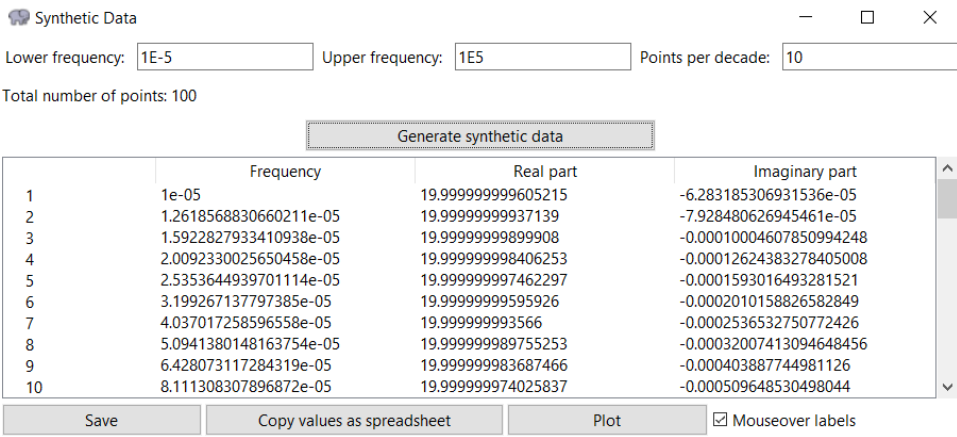 Synthetic Data
Lower frequency: 1E-5 Upper frequency: 1E5 Points per decade: 10
Total number of points: 100
Generate synthetic data
Frequency Real part Imaginary part
1 1e-05 19.999999999605215 -6.283185306931536e-05
2 1.2618568830660211e-05 19.99999999937139 -7.928480626945461e-05
3 1.5922827933410938e-05 19.99999999899908 -0.00010004607850994248
4 2.0092330025650458e-05 19.999999998406253 -0.00012624383278405008
5 2.5353644939701114e-05 19.999999997462297 -0.0001593016493281521
6 3.199267137797385e-05 19.99999999595926 -0.0002010158826582849
7 4.037017258596558e-05 19.999999993566 -0.0002536532750772426
8 5.0941380148163754e-05 19.999999989755253 -0.00032007413094648456
9 6.428073117284319e-05 19.999999983687466 -0.000403887744981126
10 8.111308307896872e-05 19.999999974025837 -0.000509648530498044
Save Copy values as spreadsheet Plot Mouseover labels